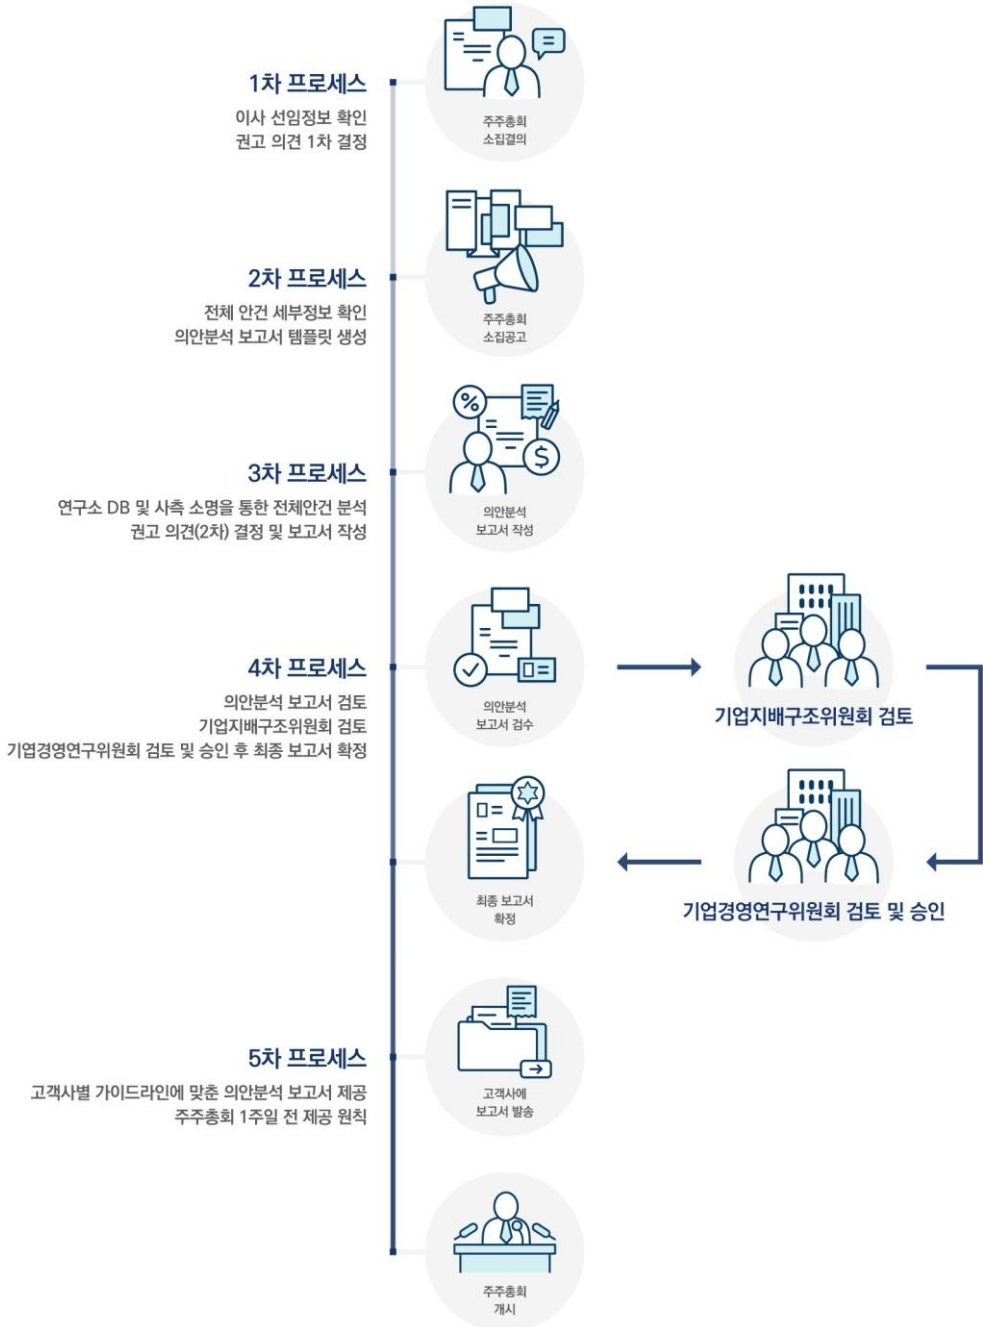 1차 프로세스
이사 선임정보 확인
권고 의견 1차 결정
주주총회
소집결의
2차 프로세스
전체 안건 세부정보 확인
의안분석 보고서 템플릿 생성
주주총회
소집공고
3차 프로세스
연구소 DB 및 사측 소명을 통한 전체안건 분석
권고 의견(2차) 결정 및 보고서 작성
의안분석
보고서 작성
4차 프로세스
의안분석 보고서 검토
기업지배구조위원회 검토
기엽경영연구위원회 검토 및 승인 후 최종 보고서 확정
의안분석
보고서 검수
기업지배구조위원회 검토
기업경영연구위원회 검토 및 승인
최종 보고서
확정
5차 프로세스
고객사별 가이드라인에 맞춘 의안분석 보고서 제공
주주총회 1주일 전 제공 원칙
고객사에
보고서 발송
주주총회
개시